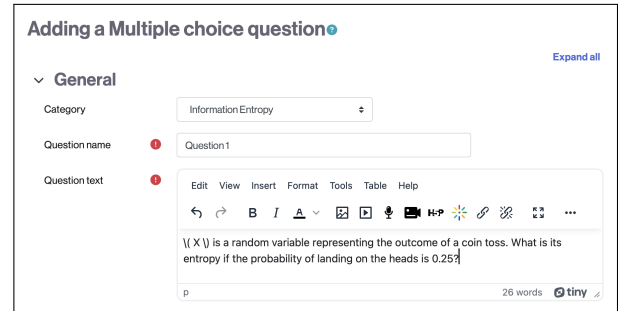 Adding a Multiple choice question
Expand all
General
Category
Information Entropy
Question name
Question 1
Question text
Edit View Insert Format Tools Table Help
B I A H-P
\( X \) is a random variable representing the outcome of a coin toss. What is its
entropy if the probability of landing on the heads is 0.25?
p
26 words tiny